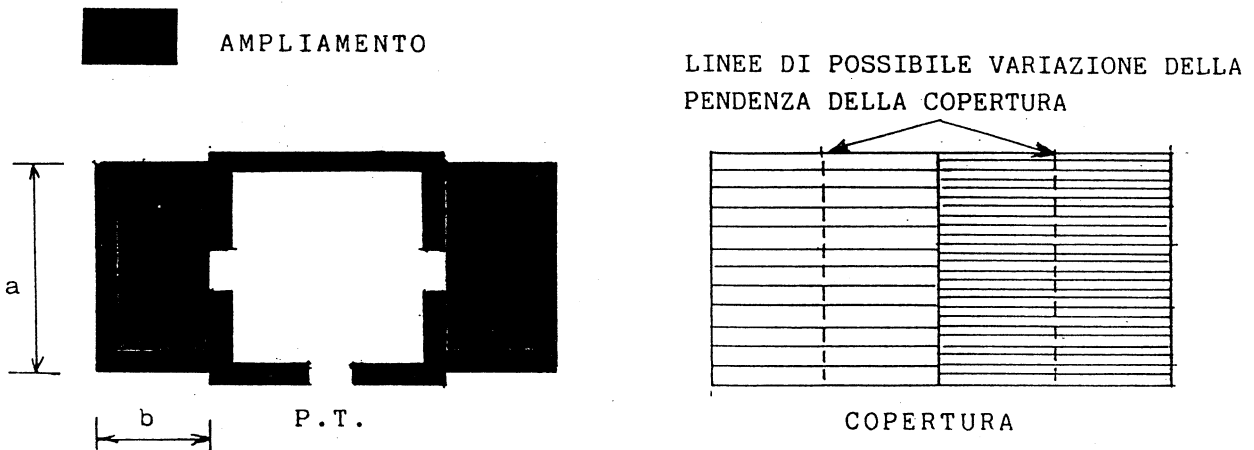 AMPLIAMENTO
LINEE DI POSSIBILE VARIAZIONE DELLA
PENDENZA DELLA COPERTURA
a
b
P.T.
COPERTURA